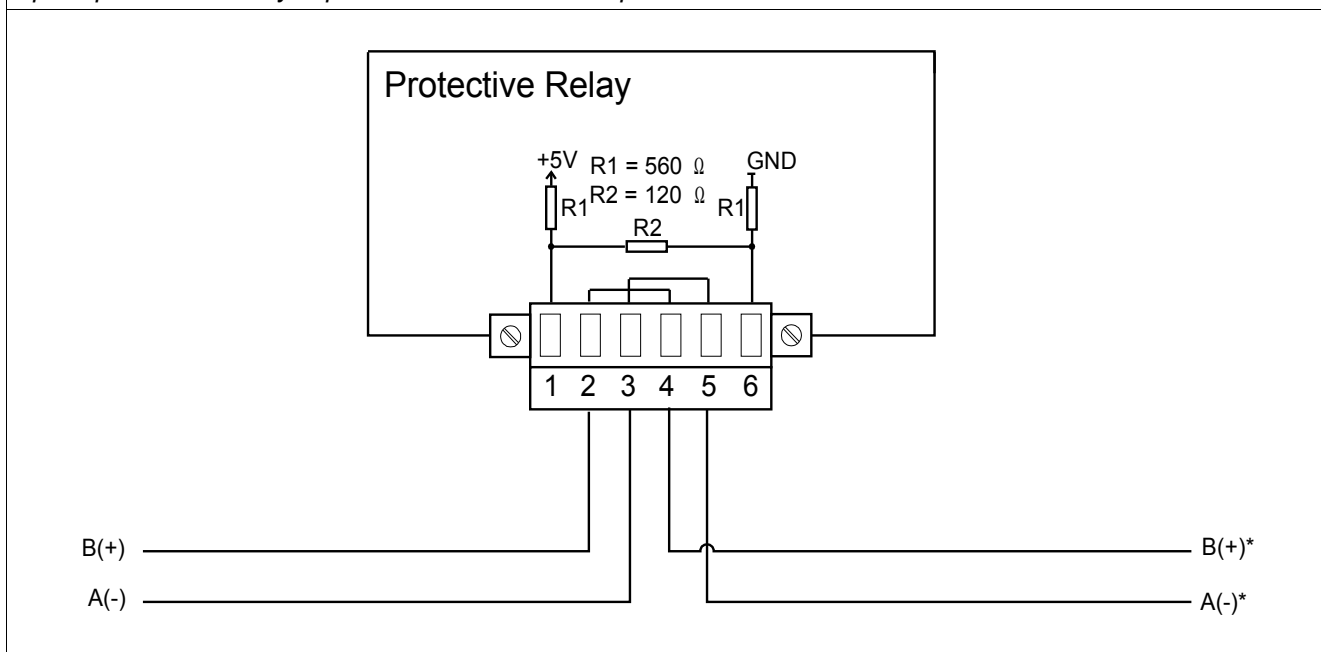 Protective Relay
+5V R1 = 560 Ω GND
R2 = 120 Ω
R1 R1
R2
1 2 3 4 5 6
B(+) B(+)*
A(-) A(-)*